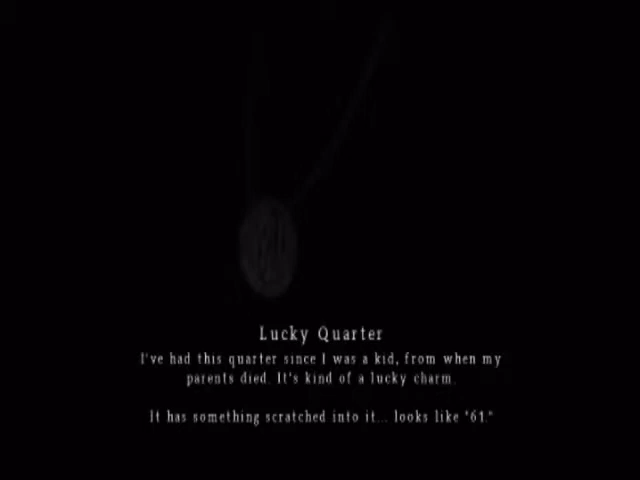 Lucky Quarter
I've had this quarter since I was a kid, from when my
parents died. It's kind of a lucky charm.
It has something scratched into it... looks like "61."